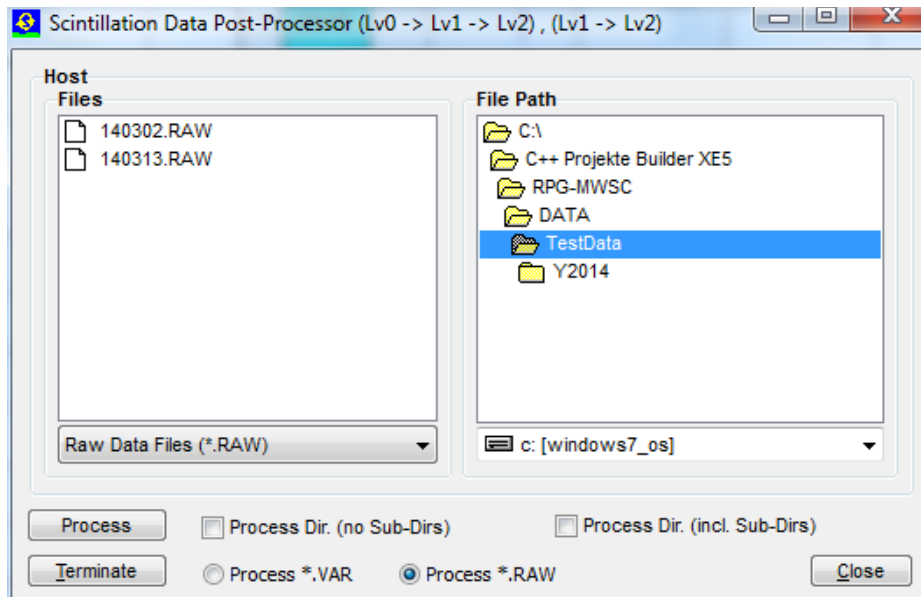 Scintillation Data Post-Processor (Lv0 -> Lv1 -> Lv2) , (Lv1 -> Lv2)
Host
Files
140302.RAW
140313.RAW
Raw Data Files (*.RAW)
File Path
C:\
C++ Projekte Builder XE5
RPG-MWSC
DATA
TestData
Y2014
c: [windows7_os]
Process
Process Dir. (no Sub-Dirs)
Process Dir. (incl. Sub-Dirs)
Terminate
Process *.VAR
Process *.RAW
Close